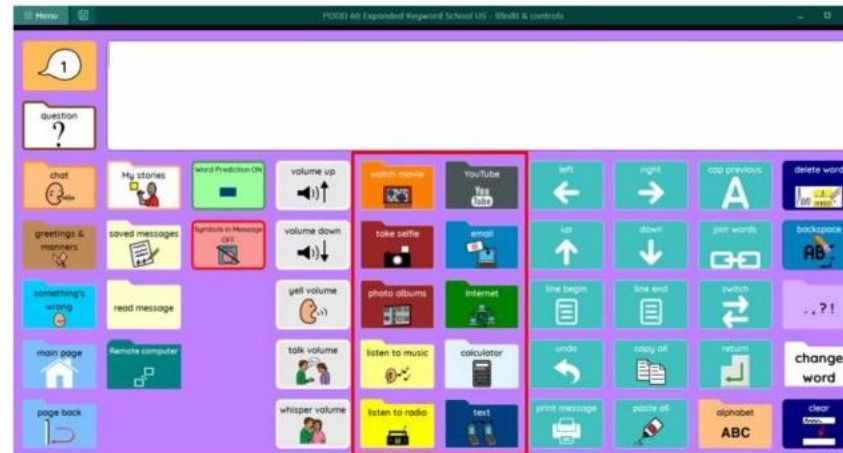 Menu PODD 60 Expanded Keyword School US - 01edit & controls
1
question
?
chat My stories Word Prediction ON volume up watch movie YouTube left right cap previous delete word
You Tube
A
greetings & manners saved messages Symbols in Message OFF volume down take selfie email up down join words backspace
AB
something's wrong read message yell volume photo albums Internet line begin line end switch . , ? !
main page Remote computer talk volume listen to music calculator undo copy all return change word
page back whisper volume listen to radio text print message paste all alphabet clear
ABC